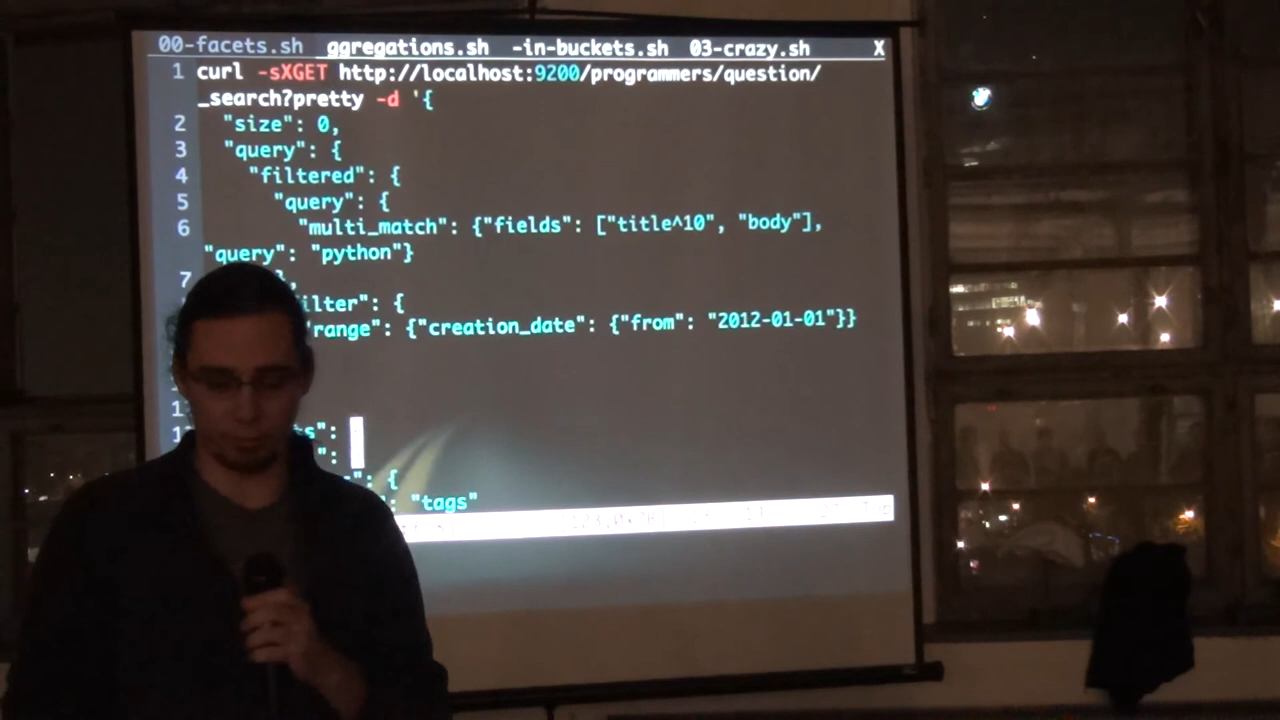 00-facets.sh _ggregations.sh -in-buckets.sh 03-crazy.sh X
1 curl -sXGET http://localhost:9200/programmers/question/
_search?pretty -d '{
2 "size": 0,
3 "query": {
4 "filtered": {
5 "query": {
6 "multi_match": {"fields": ["title^10", "body"],
"query": "python"}
7 },
ilter": {
range": {"creation_date": {"from": "2012-01-01"}}
s":
":
": {
: "tags"